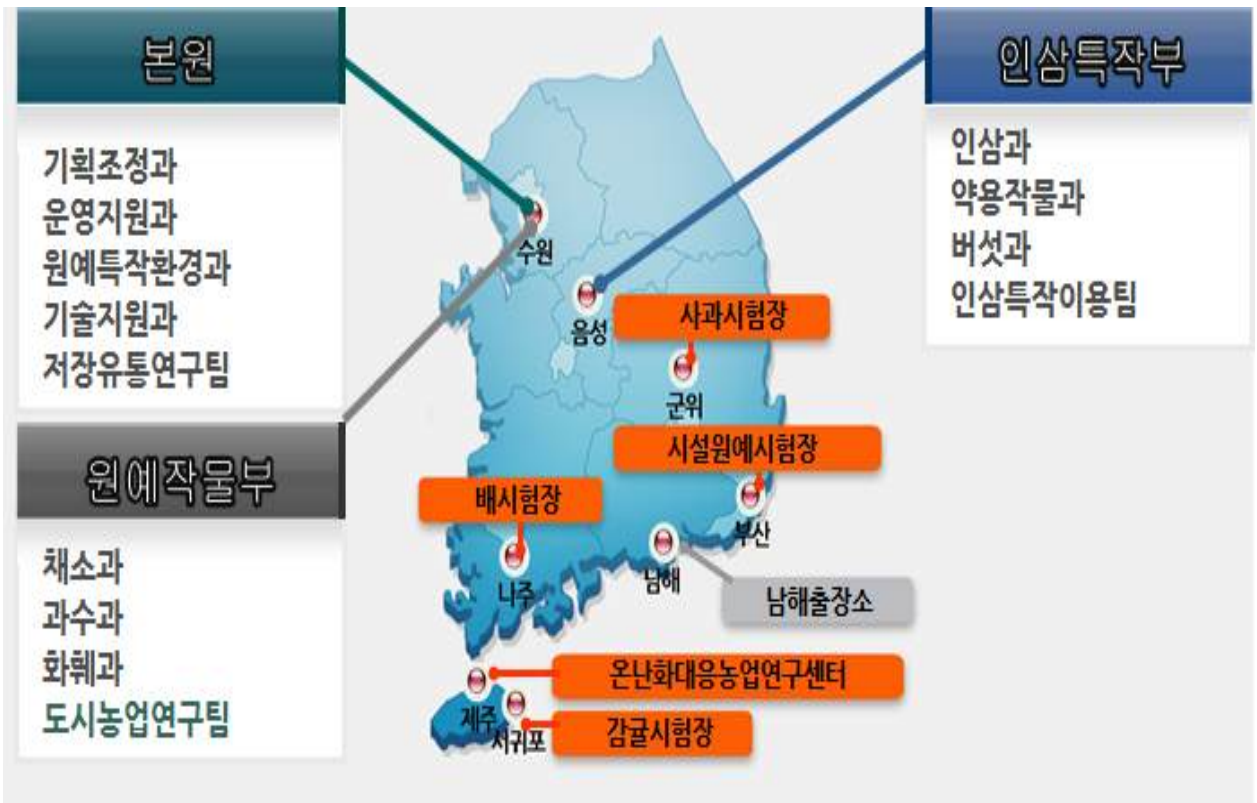 본원
기획조정과
운영지원과
원예특작환경과
기술지원과
저장유통연구팀
원예작물부
채소과
과수과
화훼과
도시농업연구팀
인삼특작부
인삼과
약용작물과
버섯과
인삼특작이용팀
수원
음성
사과시험장
군위
시설원예시험장
부산
배시험장
나주
남해
남해출장소
온난화대응농업연구센터
제주
서귀포
감귤시험장